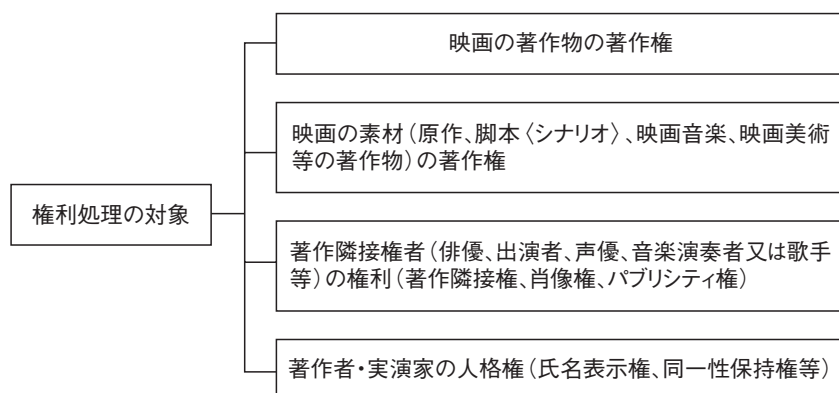 映画の著作物の著作権
映画の素材（原作、脚本〈シナリオ〉、映画音楽、映画美術
等の著作物）の著作権
権利処理の対象
著作隣接権者（俳優、出演者、声優、音楽演奏者又は歌手
等）の権利（著作隣接権、肖像権、パブリシティ権）
著作者・実演家の人格権（氏名表示権、同一性保持権等）